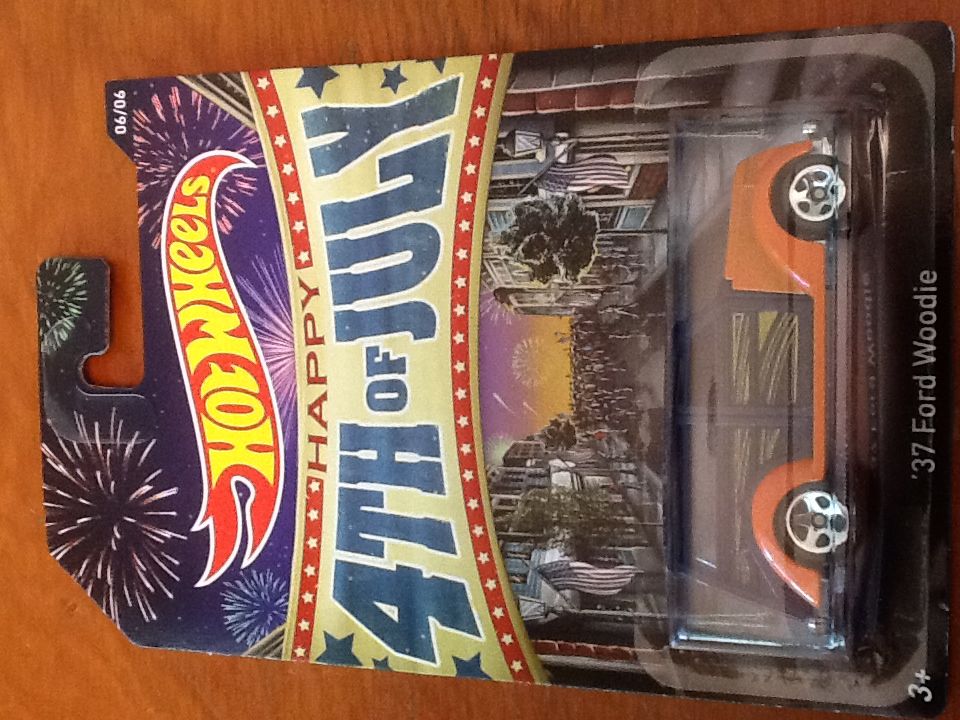 06/06
HOT WHEELS
HAPPY
4TH OF JULY
'37 Ford Woodie
3+